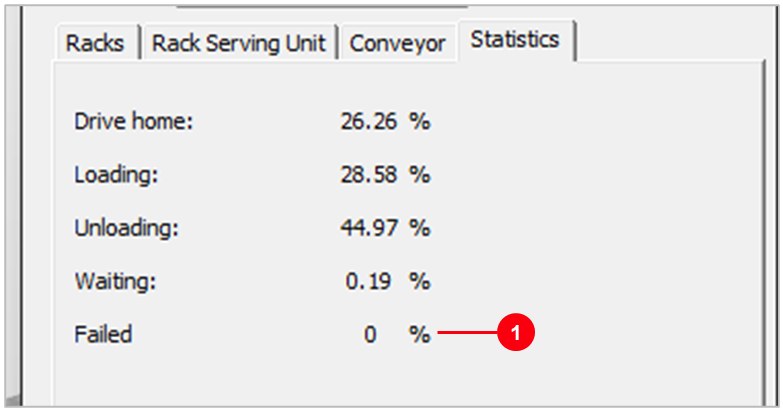 Racks Rack Serving Unit Conveyor Statistics
Drive home: 26.26 %
Loading: 28.58 %
Unloading: 44.97 %
Waiting: 0.19 %
Failed 0 % 1